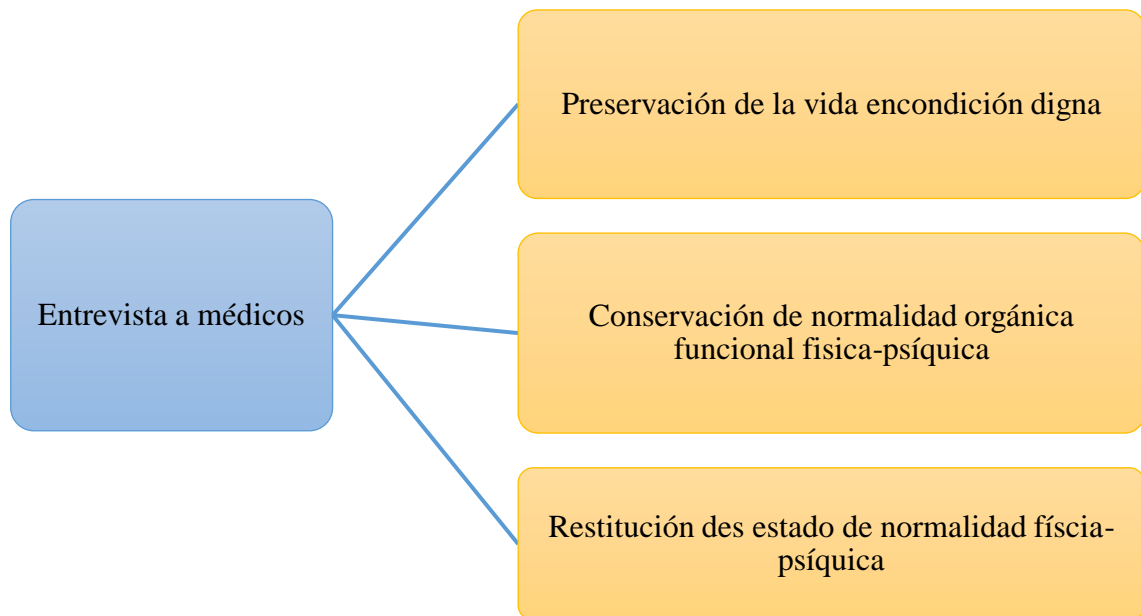 Entrevista a médicos
Preservación de la vida encondición digna
Conservación de normalidad orgánica
funcional fisica-psíquica
Restitución des estado de normalidad físcia-
psíquica